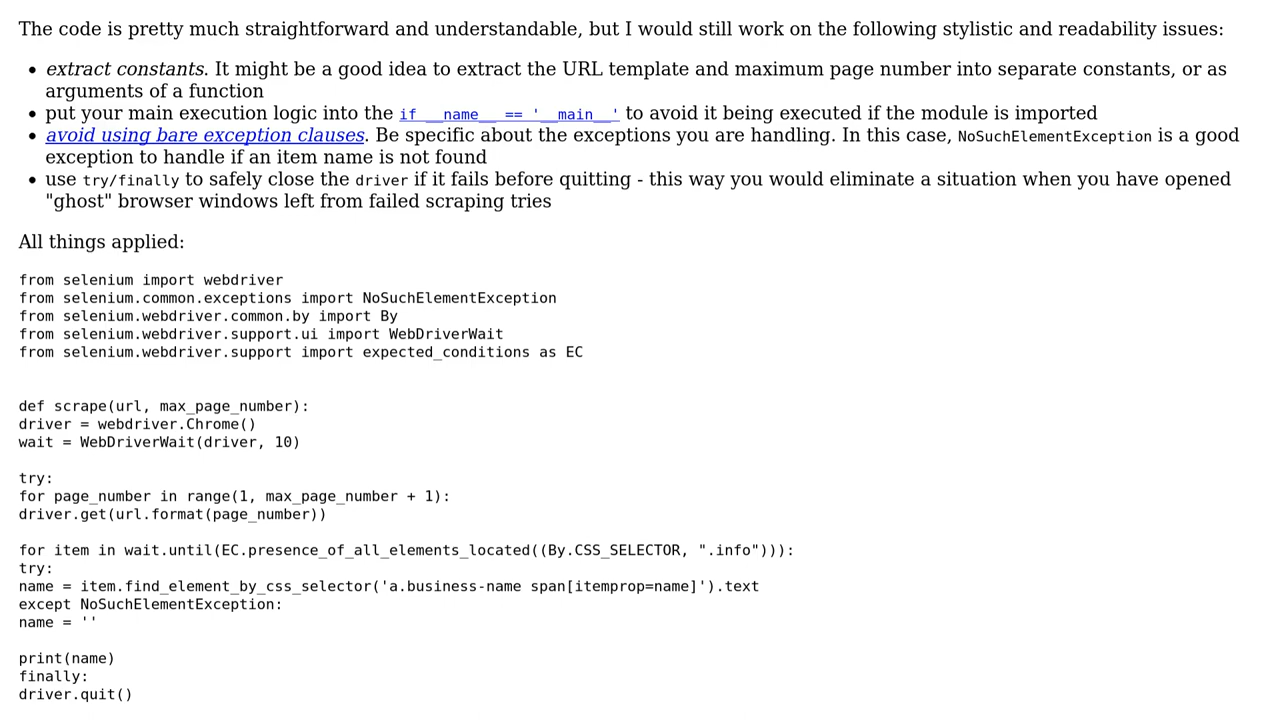 The code is pretty much straightforward and understandable, but I would still work on the following stylistic and readability issues:
• extract constants. It might be a good idea to extract the URL template and maximum page number into separate constants, or as
arguments of a function
• put your main execution logic into the if __name__ == '__main__' to avoid it being executed if the module is imported
• avoid using bare exception clauses. Be specific about the exceptions you are handling. In this case, NoSuchElementException is a good
exception to handle if an item name is not found
• use try/finally to safely close the driver if it fails before quitting - this way you would eliminate a situation when you have opened
"ghost" browser windows left from failed scraping tries
All things applied:
from selenium import webdriver
from selenium.common.exceptions import NoSuchElementException
from selenium.webdriver.common.by import By
from selenium.webdriver.support.ui import WebDriverWait
from selenium.webdriver.support import expected_conditions as EC
def scrape(url, max_page_number):
driver = webdriver.Chrome()
wait = WebDriverWait(driver, 10)
try:
for page_number in range(1, max_page_number + 1):
driver.get(url.format(page_number))
for item in wait.until(EC.presence_of_all_elements_located((By.CSS_SELECTOR, ".info"))):
try:
name = item.find_element_by_css_selector('a.business-name span[itemprop=name]').text
except NoSuchElementException:
name = ''
print(name)
finally:
driver.quit()